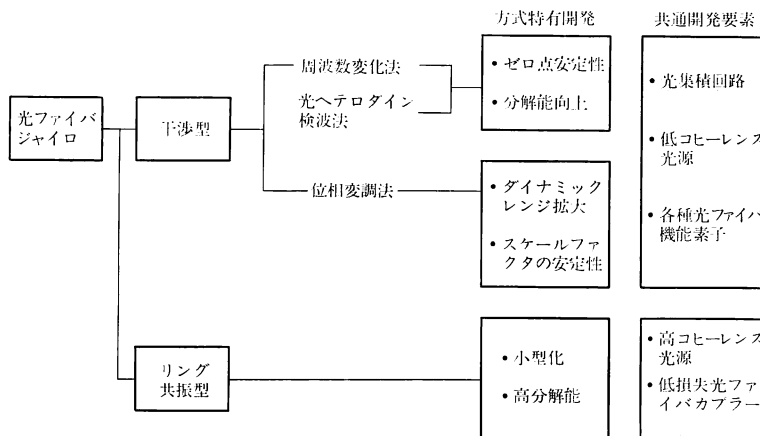 方式特有開発
共通開発要素
光ファイバ
ジャイロ
干渉型
周波数変化法
光ヘテロダイン
検波法
位相変調法
• ゼロ点安定性
• 分解能向上
• ダイナミック
レンジ拡大
• スケールファ
クタの安定性
• 光集積回路
• 低コヒーレンス
光源
• 各種光ファイバ
機能素子
リング
共振型
• 小型化
• 高分解能
• 高コヒーレンス
光源
• 低損失光ファ
イバカプラー